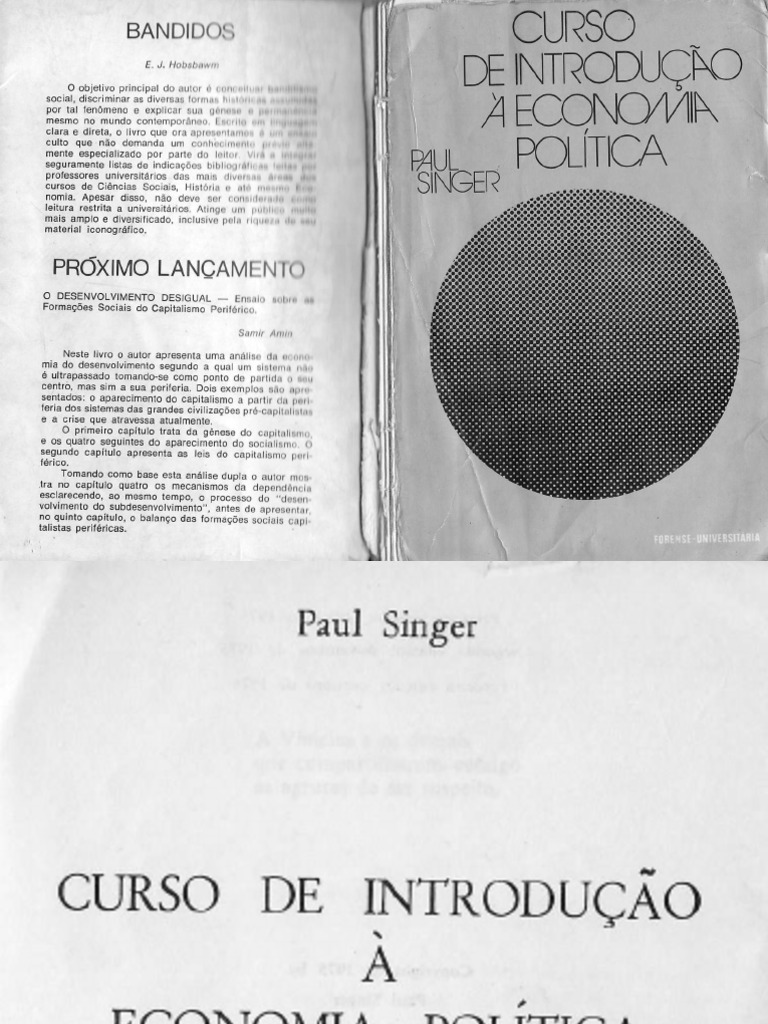 BANDIDOS
E. J. Hobsbawm
O objetivo principal do autor é conceituar banditismo
social, discriminar as diversas formas históricas assumidas
por tal fenômeno e explicar sua gênese e permanência
mesmo no mundo contemporâneo. Escrito em linguagem
clara e direta, o livro que ora apresentamos é um ensaio
culto que não demanda um conhecimento prévio alta-
mente especializado por parte do leitor. Virá a integrar
seguramente listas de indicações bibliográficas feitas por
professores universitários das mais diversas áreas dos
cursos de Ciências Sociais, História e até mesmo Eco-
nomia. Apesar disso, não deve ser considerado como
leitura restrita a universitários. Atinge um público muito
mais amplo e diversificado, inclusive pela riqueza de seu
material iconográfico.
PRÓXIMO LANÇAMENTO
O DESENVOLVIMENTO DESIGUAL — Ensaio sobre as
Formações Sociais do Capitalismo Periférico.
Samir Amin
Neste livro o autor apresenta uma análise da econo-
mia do desenvolvimento segundo a qual um sistema não
é ultrapassado tomando-se como ponto de partida o seu
centro, mas sim a sua periferia. Dois exemplos são apre-
sentados: o aparecimento do capitalismo a partir da peri-
feria dos sistemas das grandes civilizações pré-capitalistas
e a crise que atravessa atualmente.
O primeiro capítulo trata da gênese do capitalismo,
e os quatro seguintes do aparecimento do socialismo. O
segundo capítulo apresenta as leis do capitalismo peri-
férico.
Tomando como base esta análise dupla o autor mos-
tra no capítulo quatro os mecanismos da dependência
esclarecendo, ao mesmo tempo, o processo do "desen-
volvimento do subdesenvolvimento", antes de apresentar,
no quinto capítulo, o balanço das formações sociais capi-
talistas periféricas.
CURSO
DE INTRODUÇÃO
À ECONOMIA
POLÍTICA
PAUL
SINGER
FORENSE-UNIVERSITÁRIA
Paul Singer
CURSO DE INTRODUÇÃO
À
ECONOMIA POLÍTICA